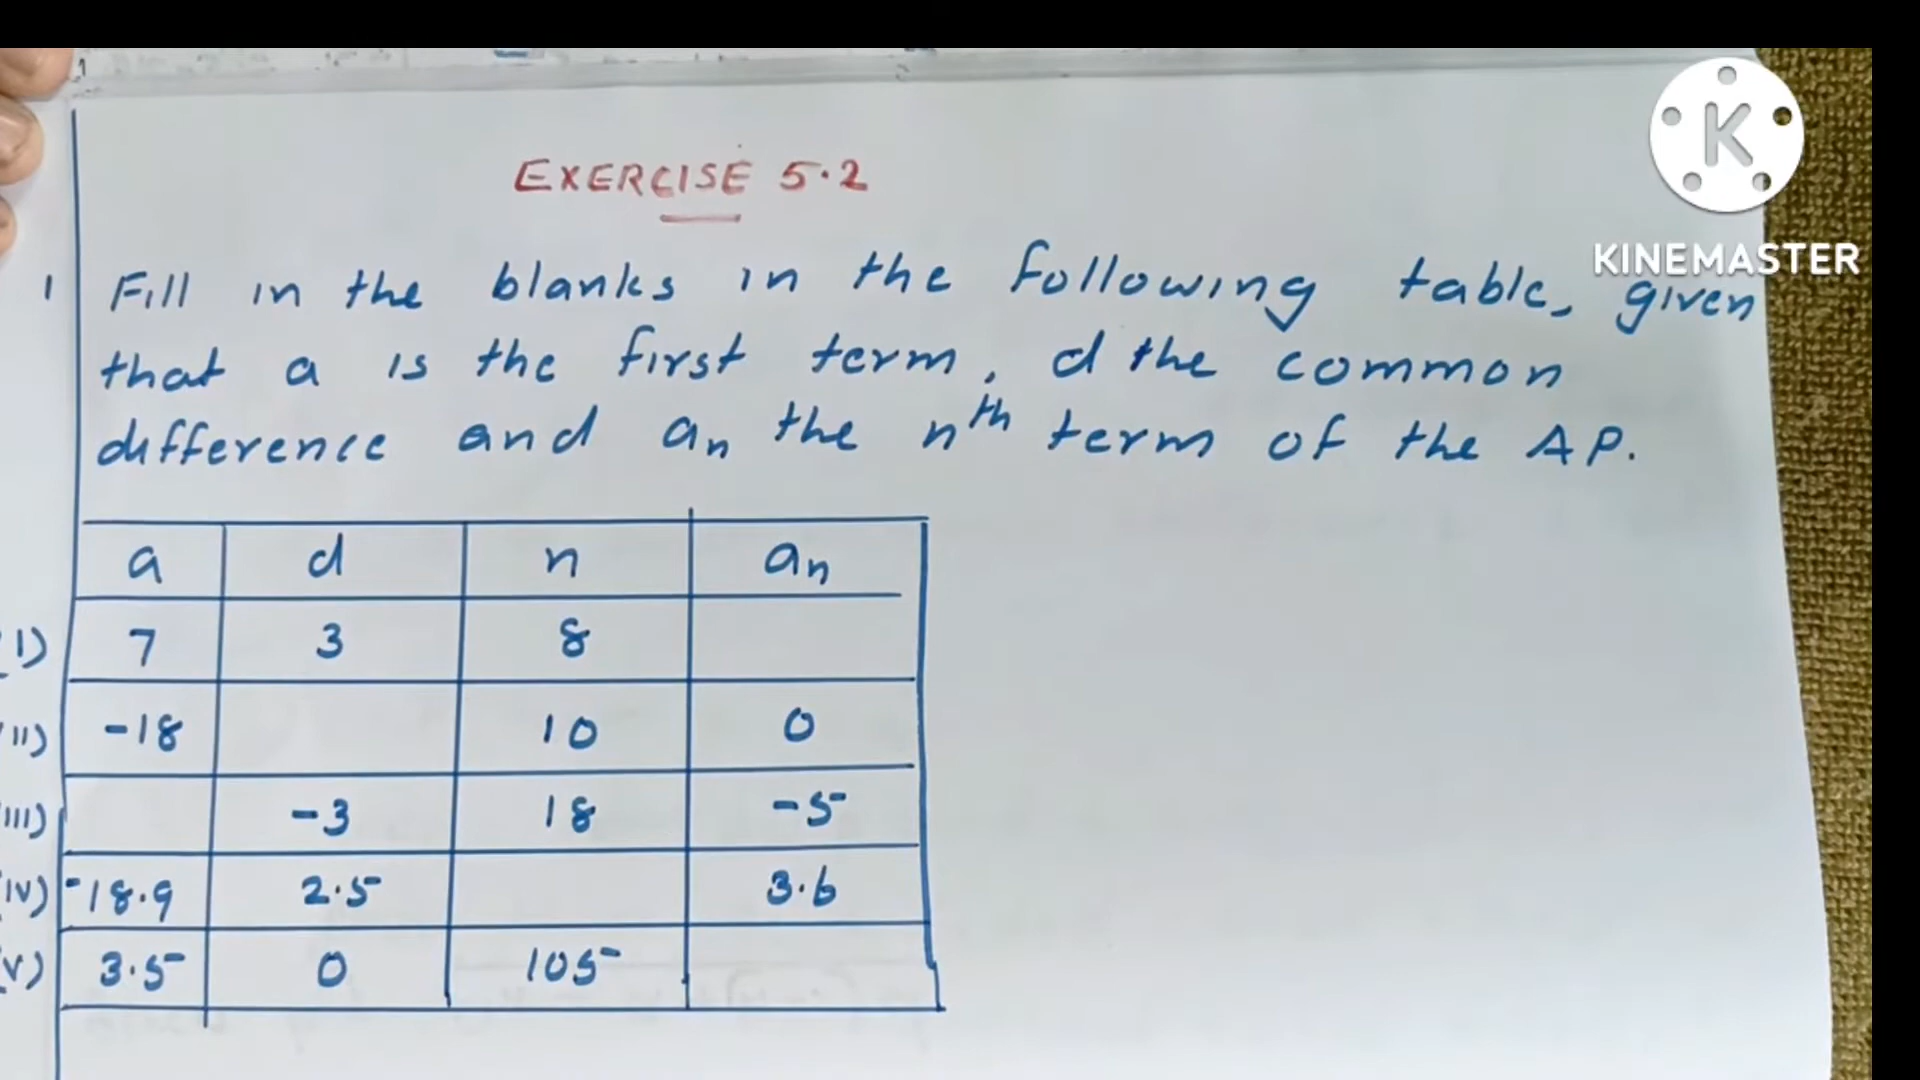 EXERCISE 5.2
K
KINEMASTER
1 Fill in the blanks in the following table, given
that a is the first term, d the common
difference and an the nth term of the AP.
a d n an
(I) 7 3 8
(II) -18 10 0
(III) -3 18 -5
(IV) -18.9 2.5 3.6
(V) 3.5 0 105